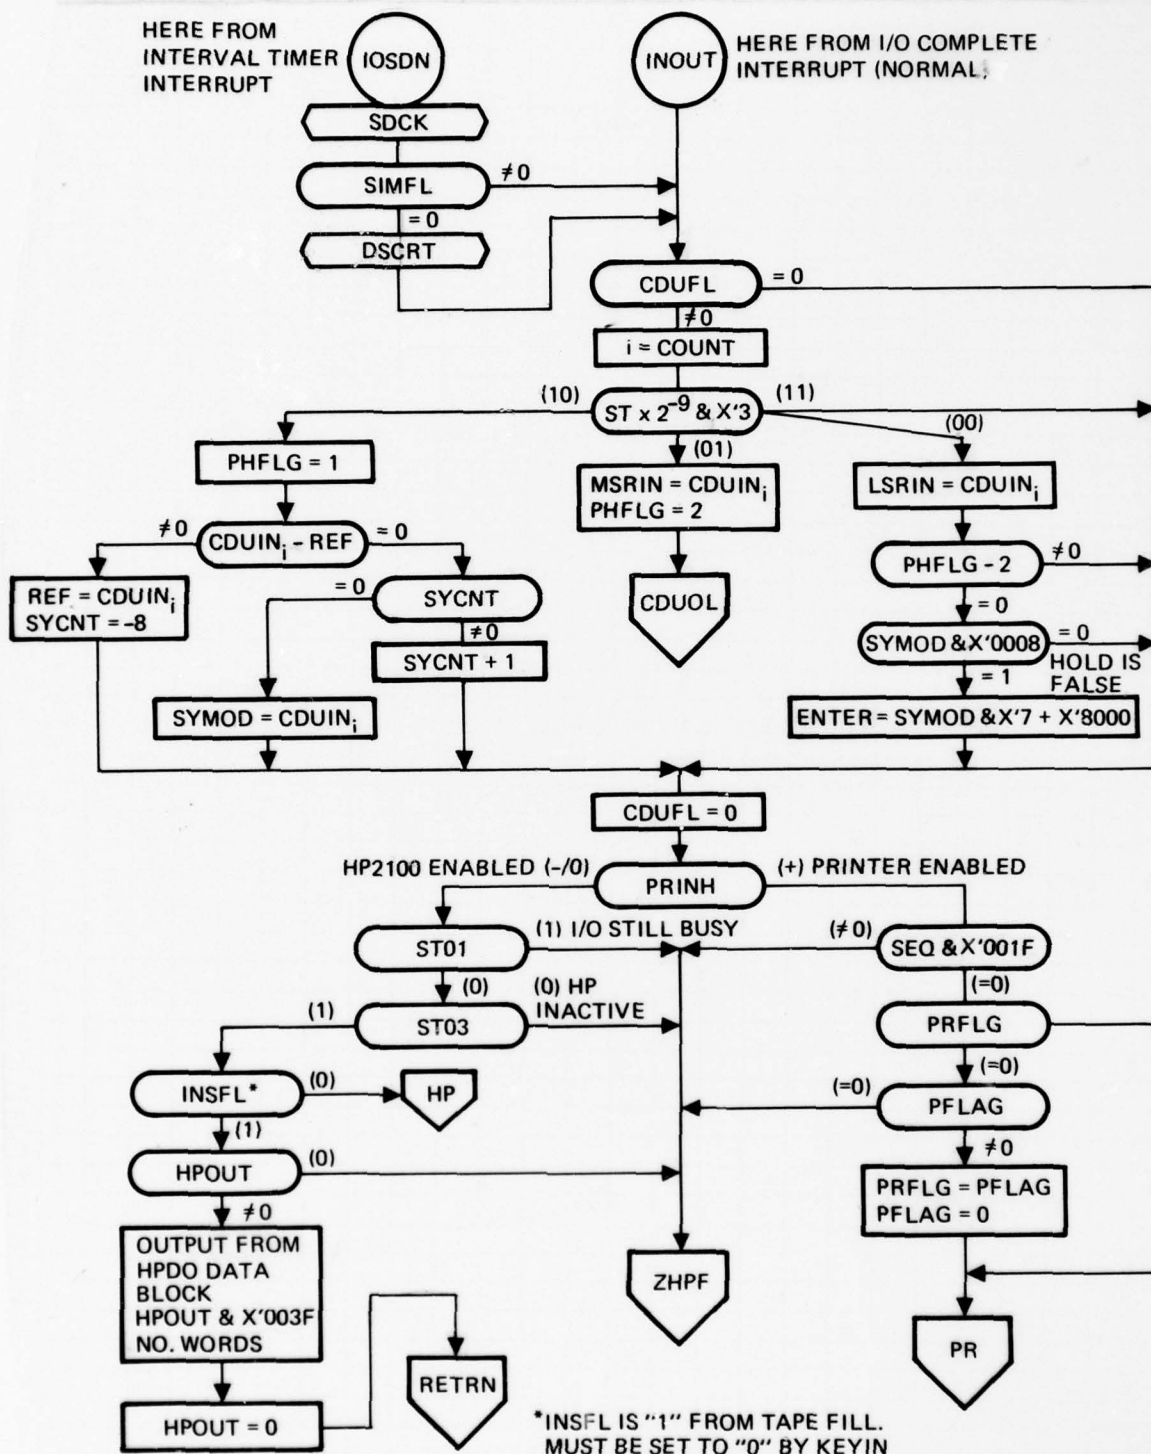 HERE FROM
INTERVAL TIMER
INTERRUPT
IOSDN
INOUT
HERE FROM I/O COMPLETE
INTERRUPT (NORMAL,
SDCK
SIMFL
≠0
= 0
DSCRT
CDUFL
= 0
≠0
i = COUNT
(10)
ST x 2⁻⁹ & X'3
(11)
(00)
(01)
PHFLG = 1
MSRIN = CDUINᵢ
PHFLG = 2
LSRIN = CDUINᵢ
≠0
CDUINᵢ - REF
= 0
PHFLG - 2
≠0
= 0
REF = CDUINᵢ
SYCNT = -8
= 0
SYCNT
≠0
SYCNT + 1
CDUOL
SYMOD & X'0008
= 0
HOLD IS
FALSE
= 1
SYMOD = CDUINᵢ
ENTER = SYMOD & X'7 + X'8000
CDUFL = 0
HP2100 ENABLED (-/0)
PRINH
(+) PRINTER ENABLED
ST01
(1) I/O STILL BUSY
(≠0)
SEQ & X'001F
(0)
(=0)
(0) HP
INACTIVE
(1)
ST03
PRFLG
(=0)
INSFL*
(0)
HP
(=0)
PFLAG
(1)
≠0
HPOUT
(0)
PRFLG = PFLAG
PFLAG = 0
≠0
OUTPUT FROM
HPDO DATA
BLOCK
HPOUT & X'003F
NO. WORDS
ZHPF
PR
RETRN
HPOUT = 0
*INSFL IS "1" FROM TAPE FILL.
MUST BE SET TO "0" BY KEYIN